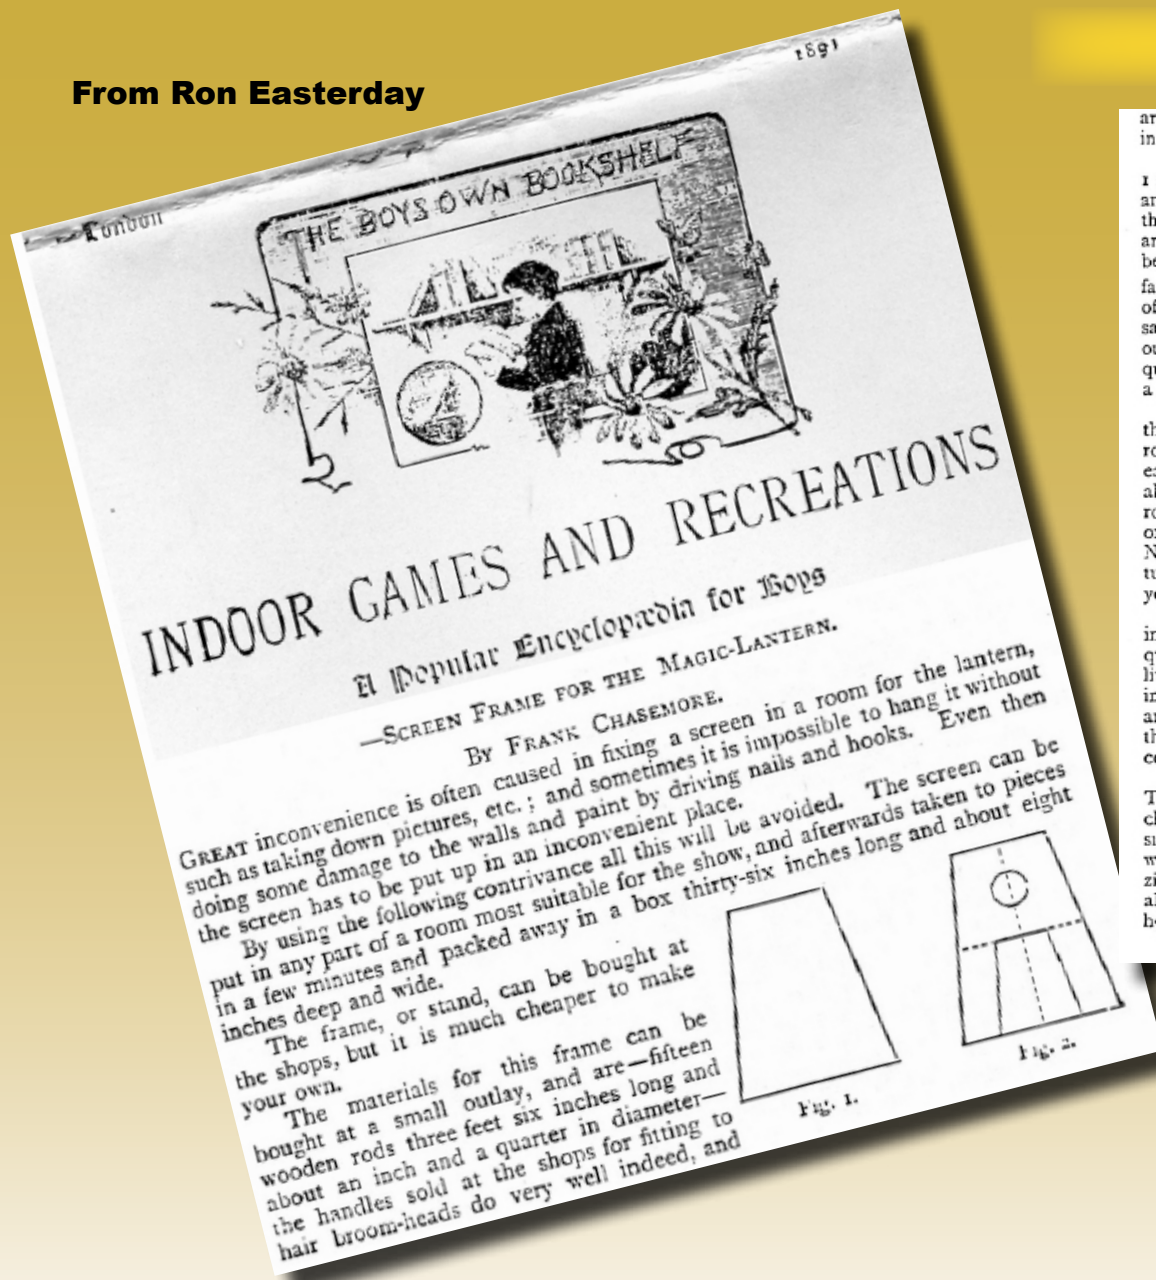 From Ron Easterday
London
1891
THE BOYS OWN BOOKSHELF
INDOOR GAMES AND RECREATIONS
A Popular Encyclopædia for Boys
—SCREEN FRAME FOR THE MAGIC-LANTERN.
BY FRANK CHASEMORE.
GREAT inconvenience is often caused in fixing a screen in a room for the lantern,
such as taking down pictures, etc.; and sometimes it is impossible to hang it without
doing some damage to the walls and paint by driving nails and hooks. Even then
the screen has to be put up in an inconvenient place.
By using the following contrivance all this will be avoided. The screen can be
put in any part of a room most suitable for the show, and afterwards taken to pieces
in a few minutes and packed away in a box thirty-six inches long and about eight
inches deep and wide.
The frame, or stand, can be bought at
the shops, but it is much cheaper to make
your own.
The materials for this frame can be
bought at a small outlay, and are—fifteen
wooden rods three feet six inches long and
about an inch and a quarter in diameter—
the handles sold at the shops for fitting to
hair broom-heads do very well indeed, and
Fig. 1.
Fig. 2.